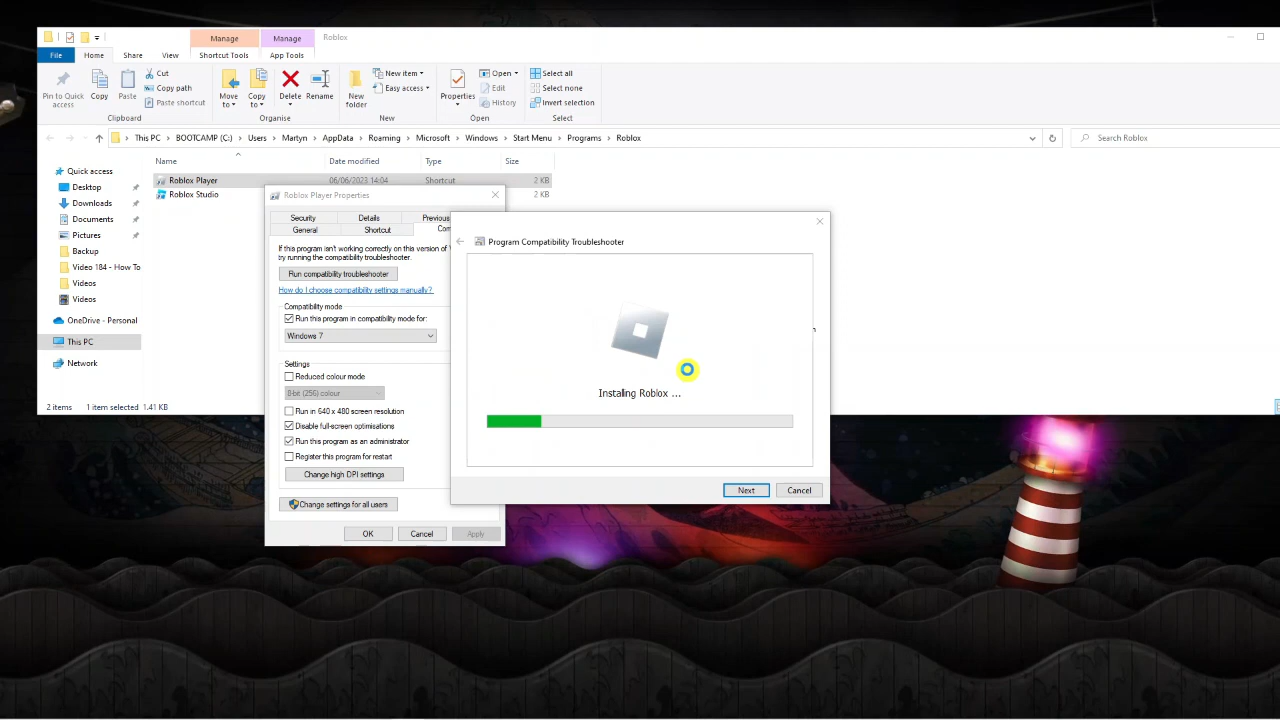 Manage Manage Roblox
File Home Share View Shortcut Tools App Tools
Pin to Quick access
Copy
Paste
Cut
Copy path
Paste shortcut
Clipboard
Move to
Copy to
Delete
Rename
Organise
New folder
New item
Easy access
New
Properties
Open
Edit
History
Open
Select all
Select none
Invert selection
Select
This PC BOOTCAMP (C:) Users Martyn AppData Roaming Microsoft Windows Start Menu Programs Roblox
Search Roblox
Quick access
Desktop
Downloads
Documents
Pictures
Backup
Video 184 - How To
Videos
Videos
OneDrive - Personal
This PC
Network
Name Date modified Type Size
Roblox Player 06/06/2023 14:04 Shortcut 2 KB
Roblox Studio 2 KB
2 items 1 item selected 1.41 KB
Roblox Player Properties
Security Details Previous
General Shortcut Com
If this program isn't working correctly on this version of
try running the compatibility troubleshooter.
Run compatibility troubleshooter
How do I choose compatibility settings manually?
Compatibility mode
Run this program in compatibility mode for:
Windows 7
Settings
Reduced colour mode
8-bit (256) colour
Run in 640 x 480 screen resolution
Disable full-screen optimisations
Run this program as an administrator
Register this program for restart
Change high DPI settings
Change settings for all users
OK Cancel Apply
Program Compatibility Troubleshooter
Installing Roblox ...
Next Cancel